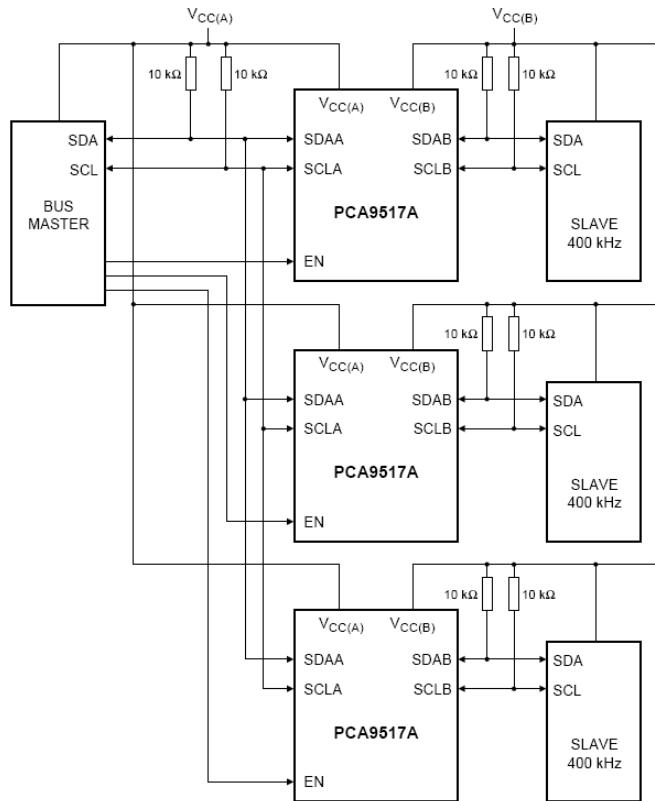 VCC(A)
VCC(B)
10 kΩ
10 kΩ
10 kΩ
10 kΩ
VCC(A)
VCC(B)
SDA
SDAA
SDAB
SDA
SCL
SCLA
SCLB
SCL
BUS
MASTER
PCA9517A
SLAVE
400 kHz
EN
10 kΩ
10 kΩ
VCC(A)
VCC(B)
SDAA
SDAB
SDA
SCLA
SCLB
SCL
PCA9517A
SLAVE
400 kHz
EN
10 kΩ
10 kΩ
VCC(A)
VCC(B)
SDAA
SDAB
SDA
SCLA
SCLB
SCL
PCA9517A
SLAVE
400 kHz
EN